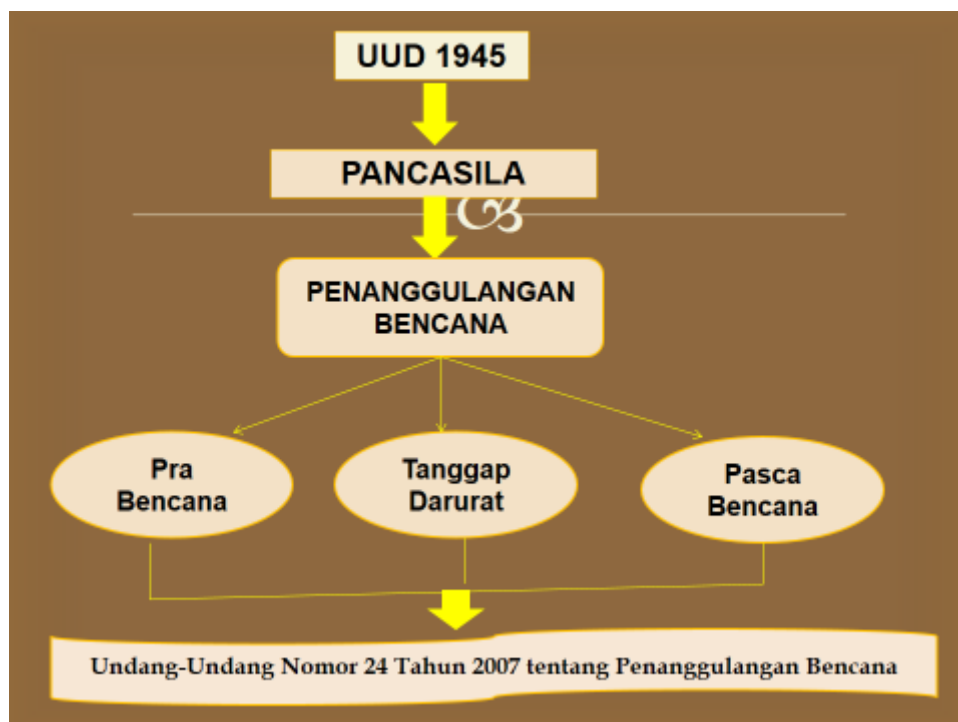 UUD 1945
PANCASILA
PENANGGULANGAN
BENCANA
Pra
Bencana
Tanggap
Darurat
Pasca
Bencana
Undang-Undang Nomor 24 Tahun 2007 tentang Penanggulangan Bencana